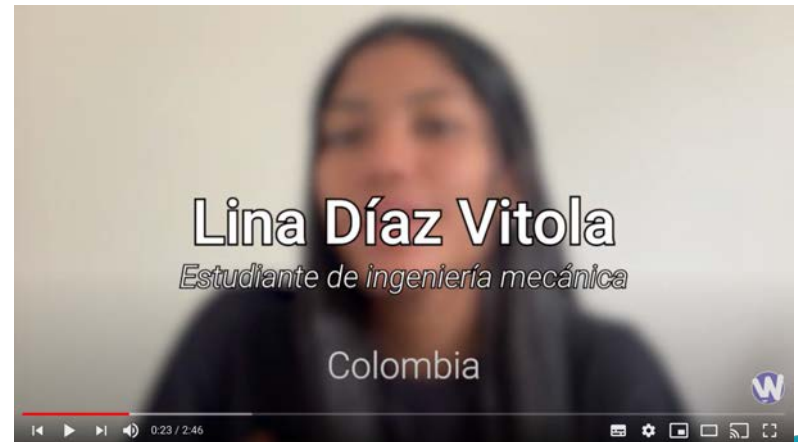 Lina Díaz Vitola
Estudiante de ingeniería mecánica
Colombia
W
0:23 / 2:46